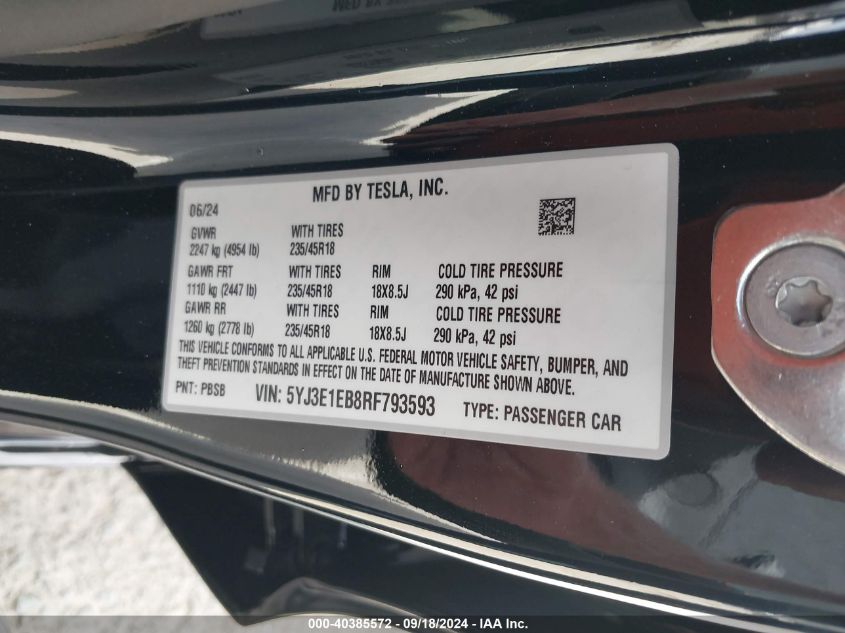 MFD BY TESLA, INC.
06/24
GVWR WITH TIRES
2247 kg (4954 lb) 235/45R18
GAWR FRT WITH TIRES RIM COLD TIRE PRESSURE
1110 kg (2447 lb) 235/45R18 18X8.5J 290 kPa, 42 psi
GAWR RR WITH TIRES RIM COLD TIRE PRESSURE
1260 kg (2778 lb) 235/45R18 18X8.5J 290 kPa, 42 psi
THIS VEHICLE CONFORMS TO ALL APPLICABLE U.S. FEDERAL MOTOR VEHICLE SAFETY, BUMPER, AND
THEFT PREVENTION STANDARDS IN EFFECT ON THE DATE OF MANUFACTURE SHOWN ABOVE.
PNT: PBSB VIN: 5YJ3E1EB8RF793593 TYPE: PASSENGER CAR
000-40385572 - 09/18/2024 - IAA Inc.